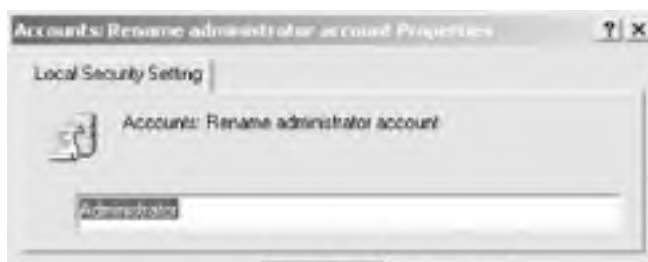 Accounts: Rename administrator account Properties
? ×
Local Security Setting
Accounts: Rename administrator account
Administrator